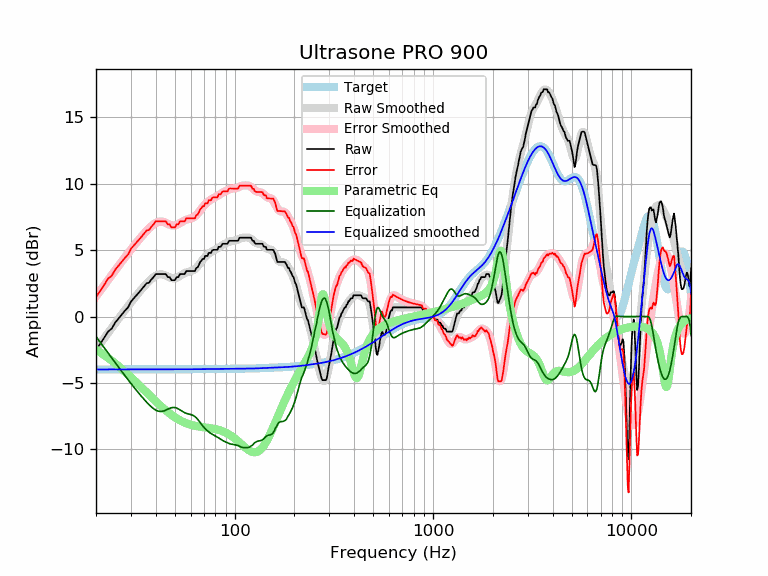 Ultrasone PRO 900
Target
Raw Smoothed
Error Smoothed
Raw
Error
Parametric Eq
Equalization
Equalized smoothed
15
10
5
0
−5
−10
Amplitude (dBr)
100
1000
10000
Frequency (Hz)